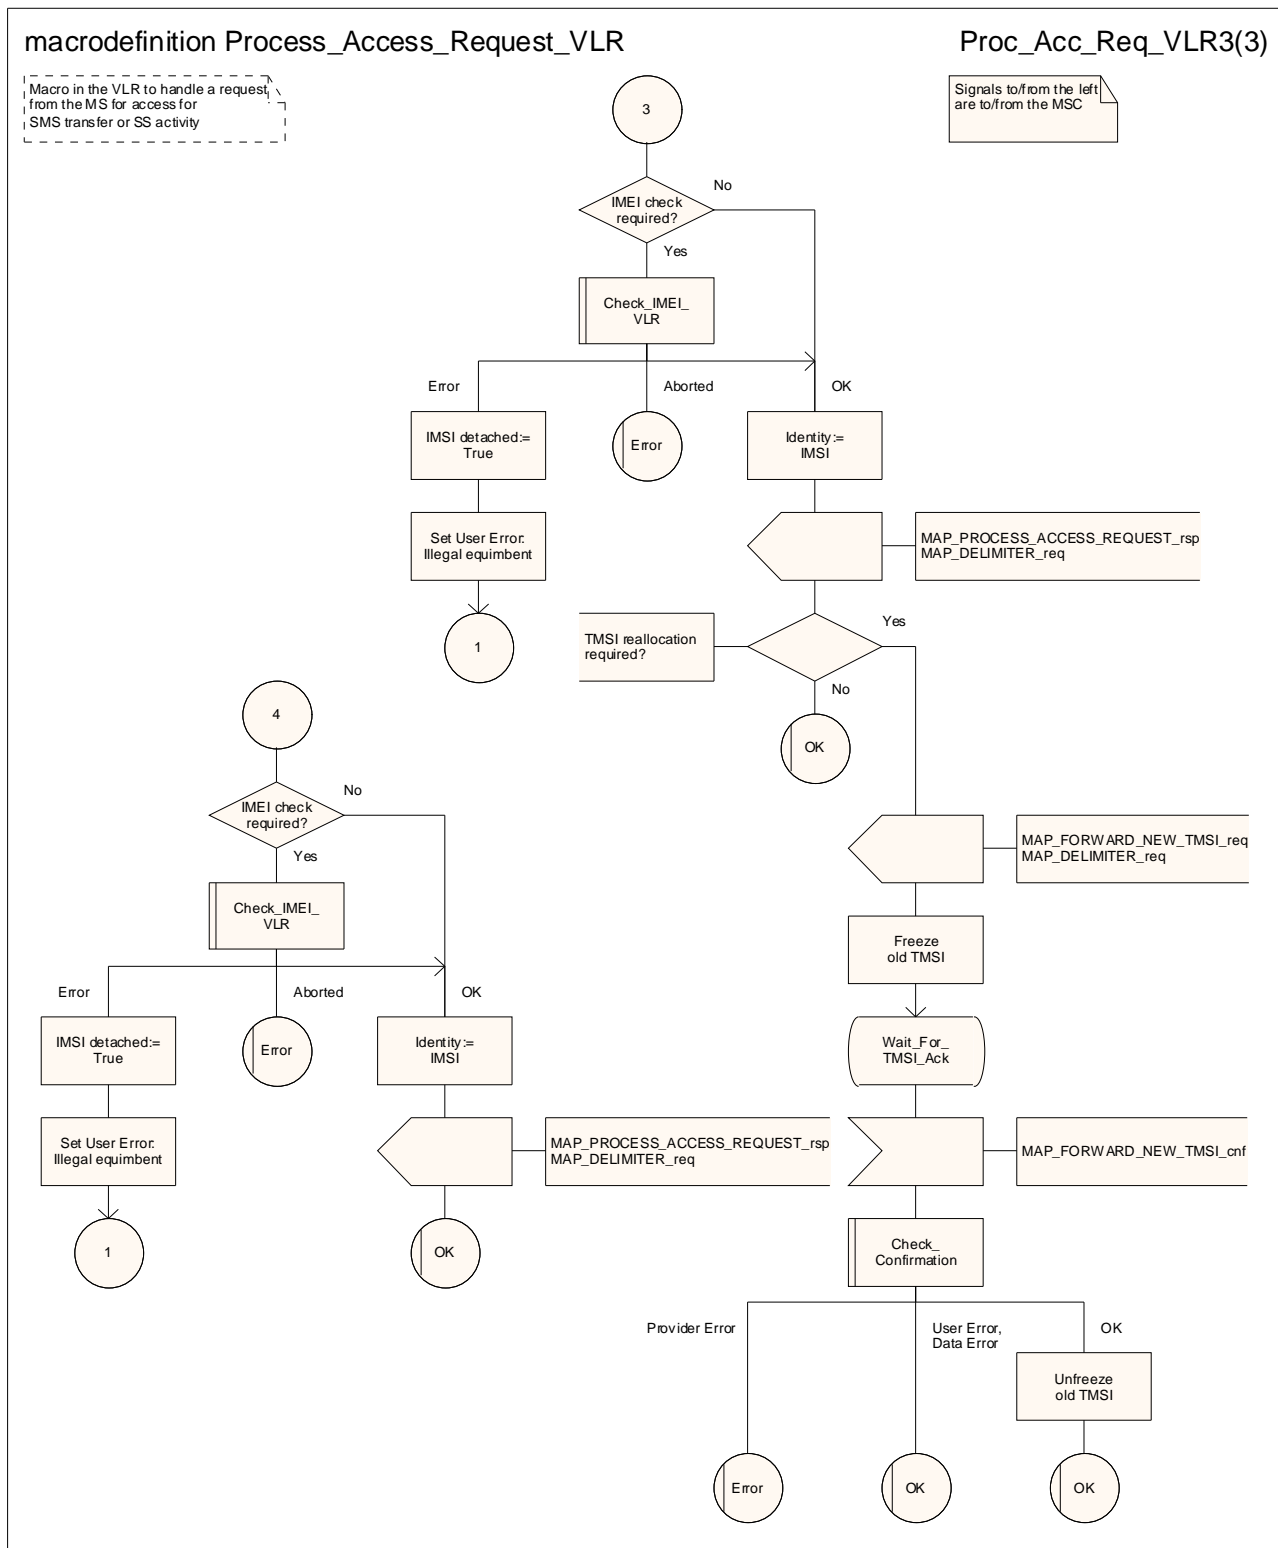 macrodefinition Process_Access_Request_VLR
Proc_Acc_Req_VLR3(3)
Macro in the VLR to handle a request
from the MS for access for
SMS transfer or SS activity
Signals to/from the left
are to/from the MSC
3
IMEI check
required?
No
Yes
Check_IMEI_
VLR
Error
Aborted
OK
IMSI detached:=
True
Error
Identity:=
IMSI
Set User Error:
Illegal equimbent
MAP_PROCESS_ACCESS_REQUEST_rsp
MAP_DELIMITER_req
1
TMSI reallocation
required?
Yes
No
OK
4
IMEI check
required?
No
Yes
Check_IMEI_
VLR
Error
Aborted
OK
IMSI detached:=
True
Error
Identity:=
IMSI
Set User Error:
Illegal equimbent
MAP_PROCESS_ACCESS_REQUEST_rsp
MAP_DELIMITER_req
1
OK
MAP_FORWARD_NEW_TMSI_req
MAP_DELIMITER_req
Freeze
old TMSI
Wait_For_
TMSI_Ack
MAP_FORWARD_NEW_TMSI_cnf
Check_
Confirmation
Provider Error
User Error,
Data Error
OK
Unfreeze
old TMSI
Error
OK
OK